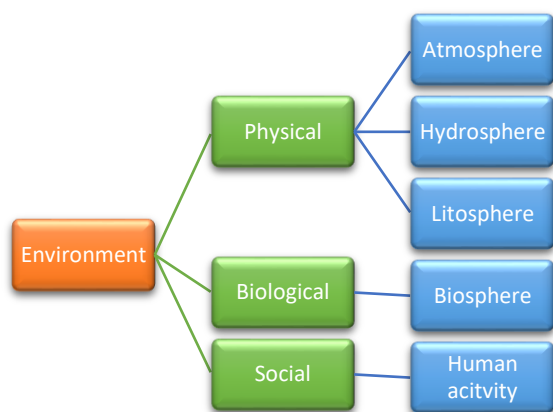 Atmosphere
Physical
Hydrosphere
Litosphere
Environment
Biological
Biosphere
Social
Human
acitvity